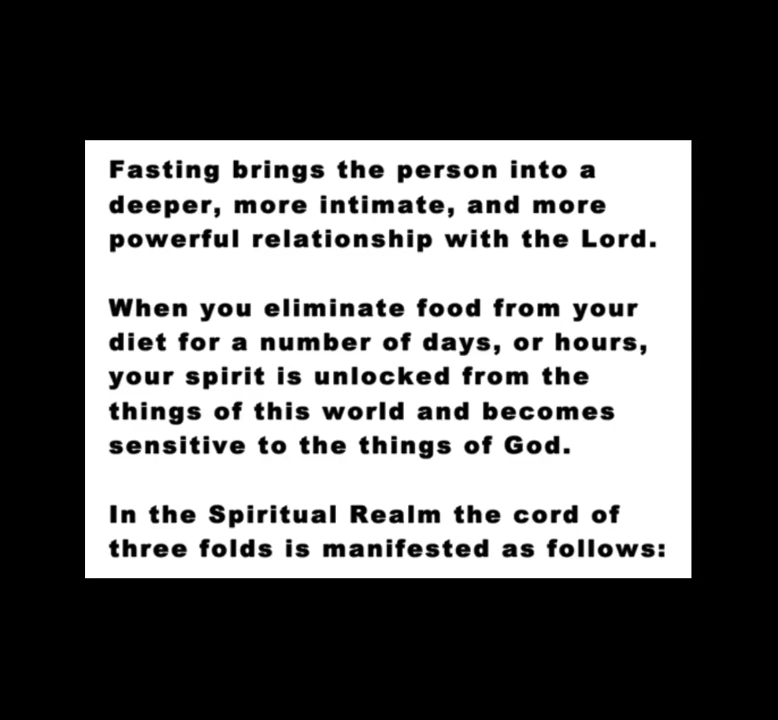 Fasting brings the person into a
deeper, more intimate, and more
powerful relationship with the Lord.
When you eliminate food from your
diet for a number of days, or hours,
your spirit is unlocked from the
things of this world and becomes
sensitive to the things of God.
In the Spiritual Realm the cord of
three folds is manifested as follows: